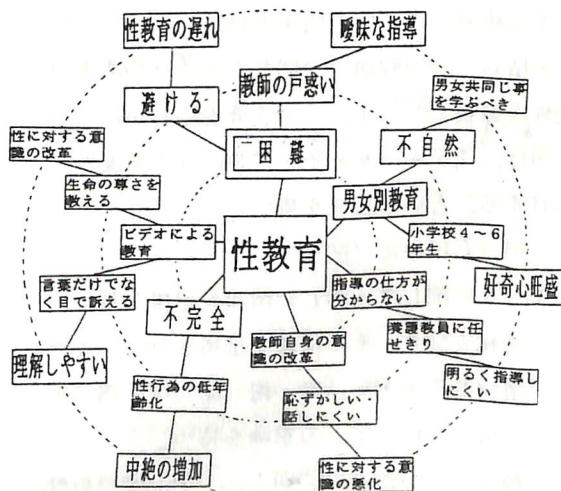 性教育の遅れ
曖昧な指導
教師の戸惑い
避ける
男女共同じ事
を学ぶべき
困難
不自然
性に対する意
識の改革
生命の尊さを
教える
男女別教育
ビデオによる
教育
性教育
小学校4～6
年生
言葉だけでな
く目で訴える
指導の仕方が
分からない
好奇心旺盛
不完全
養護教員に任
せきり
教師自身の意
識の改革
理解しやすい
明るく指導し
にくい
性行為の低年
齢化
恥ずかしい・
話しにくい
中絶の増加
性に対する意
識の悪化